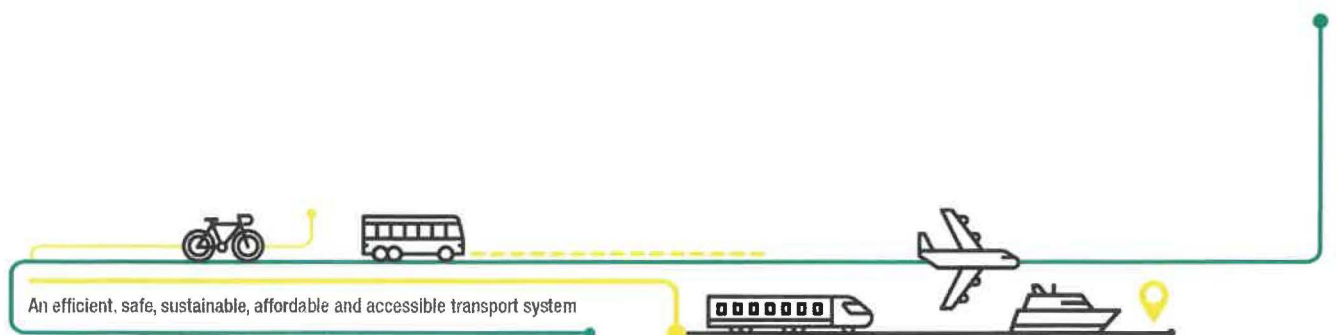 An efficient, safe, sustainable, affordable and accessible transport system